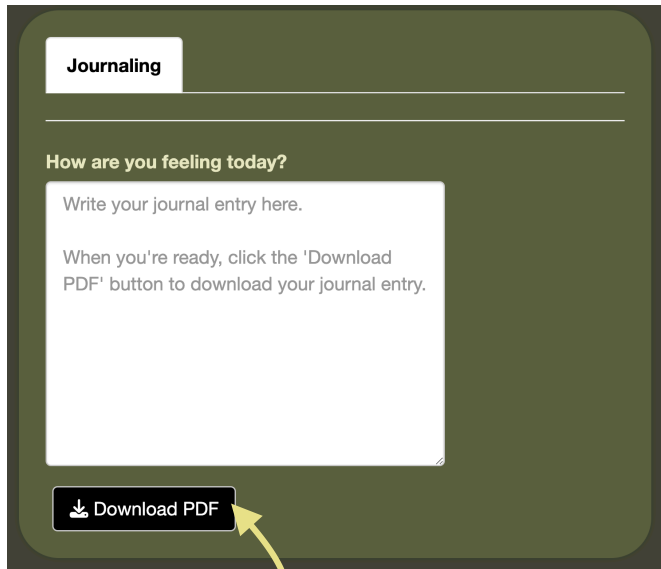 Journaling
How are you feeling today?
Write your journal entry here.
When you're ready, click the 'Download
PDF' button to download your journal entry.
Download PDF